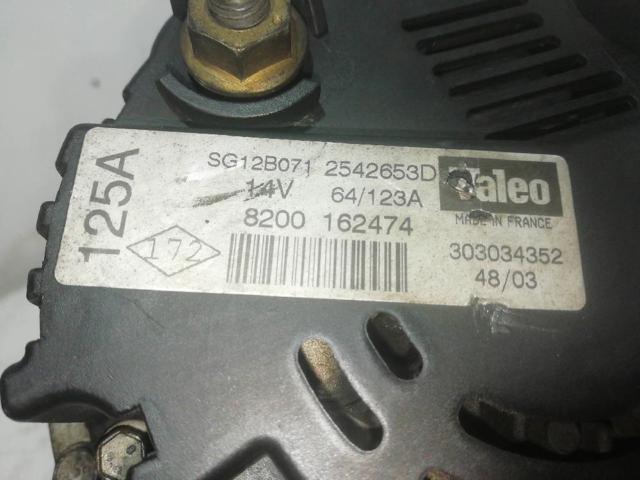 125A
172
SG12B071 2542653D
14V 64/123A
8200 162474
Valeo
MADE IN FRANCE
303034352
48/03